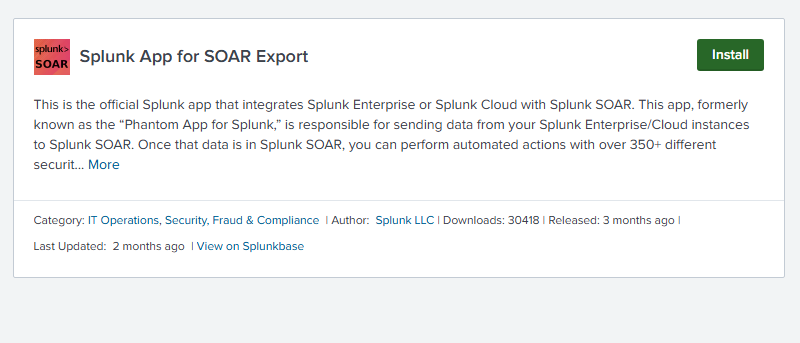 splunk>
SOAR
Splunk App for SOAR Export
Install
This is the official Splunk app that integrates Splunk Enterprise or Splunk Cloud with Splunk SOAR. This app, formerly
known as the “Phantom App for Splunk,” is responsible for sending data from your Splunk Enterprise/Cloud instances
to Splunk SOAR. Once that data is in Splunk SOAR, you can perform automated actions with over 350+ different
securit... More
Category: IT Operations, Security, Fraud & Compliance | Author: Splunk LLC | Downloads: 30418 | Released: 3 months ago |
Last Updated: 2 months ago | View on Splunkbase